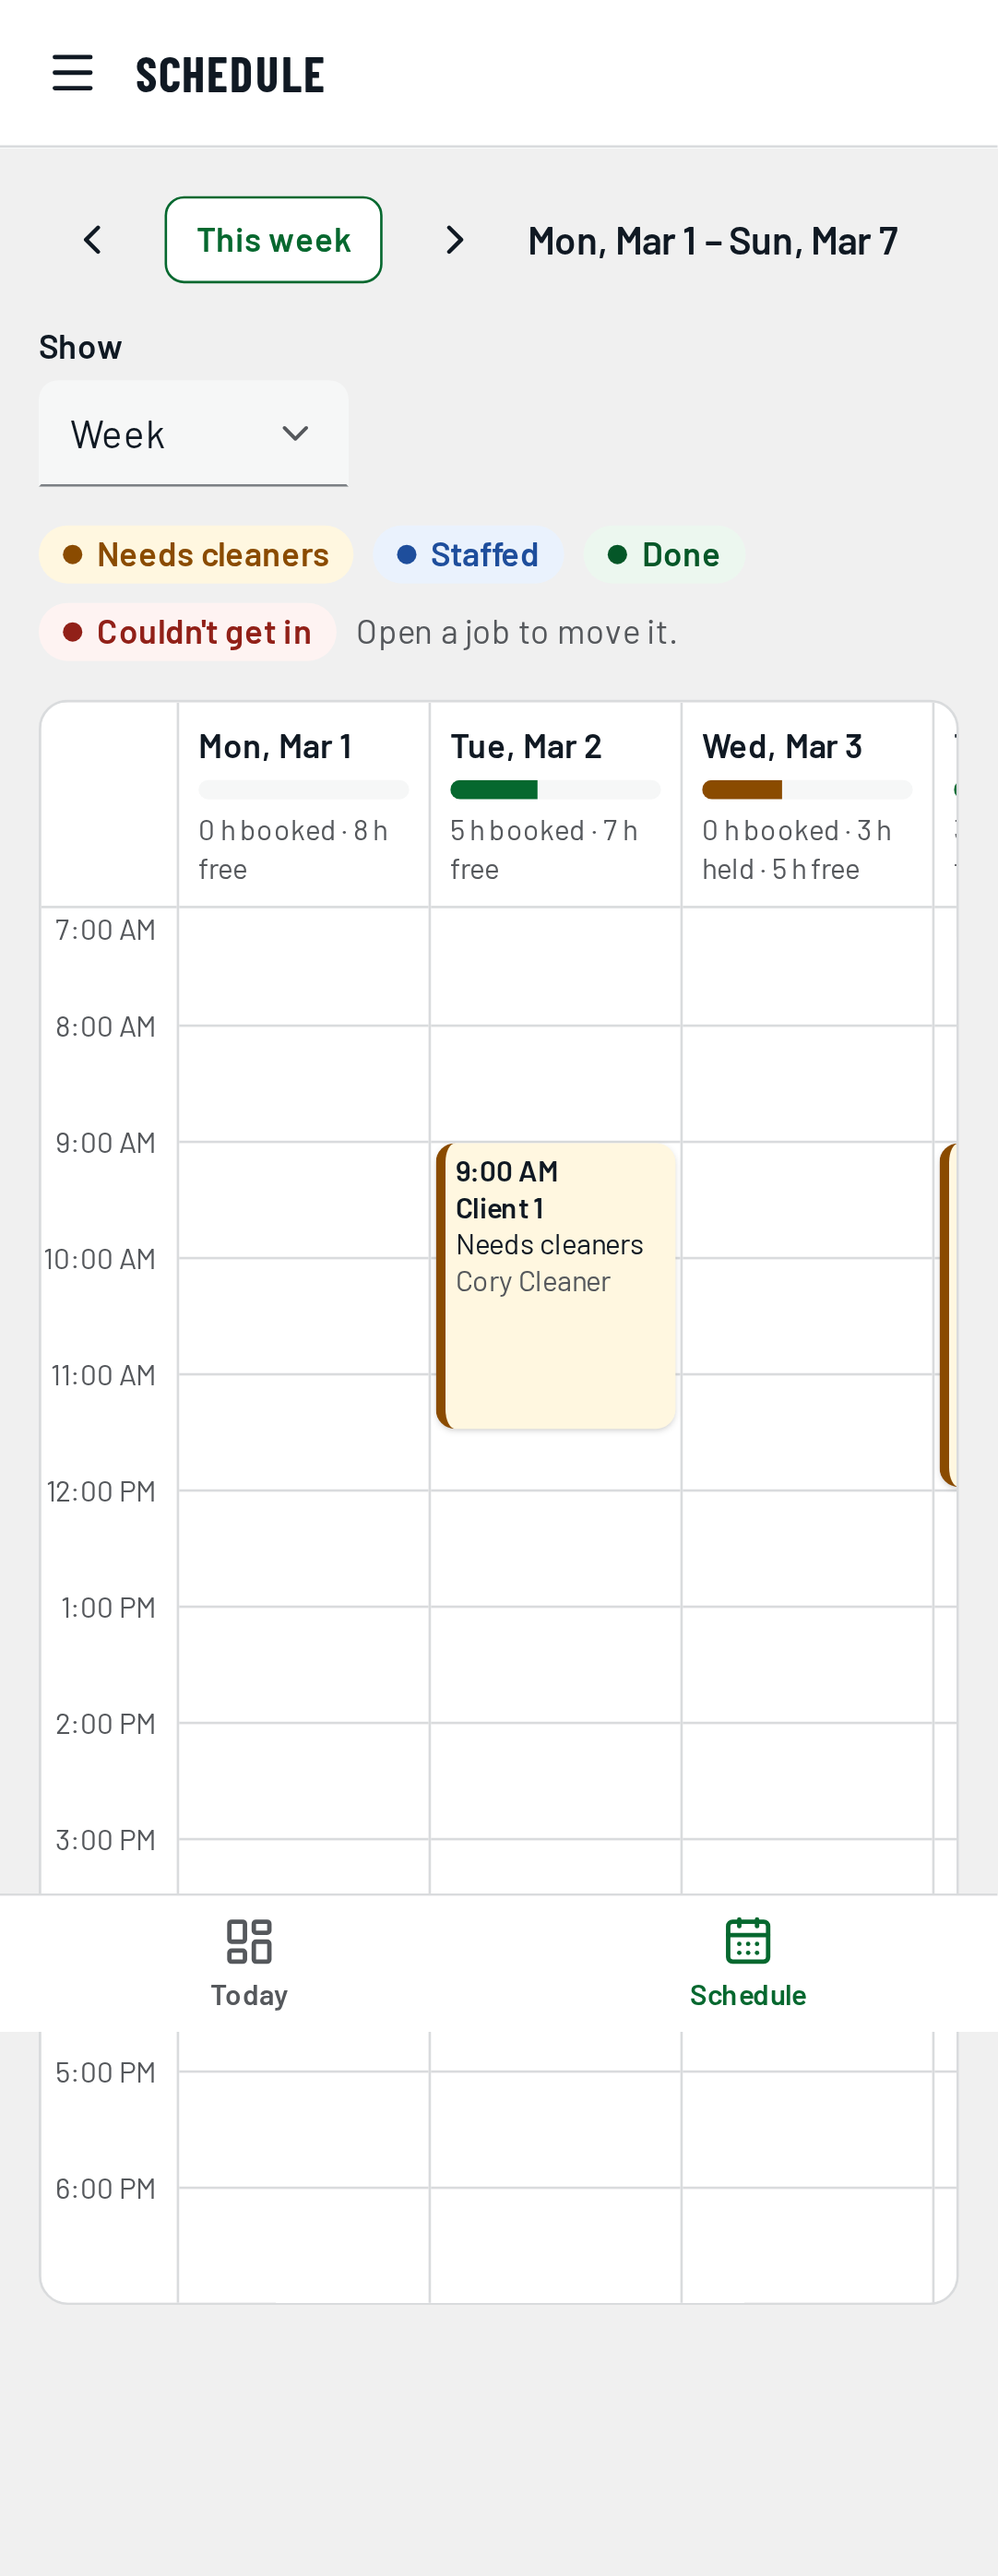 SCHEDULE
This week
Mon, Mar 1 – Sun, Mar 7
Show
Week
Needs cleaners
Staffed
Done
Couldn't get in
Open a job to move it.
Mon, Mar 1
0 h booked · 8 h
free
Tue, Mar 2
5 h booked · 7 h
free
Wed, Mar 3
0 h booked · 3 h
held · 5 h free
7:00 AM
8:00 AM
9:00 AM
9:00 AM
Client 1
Needs cleaners
Cory Cleaner
10:00 AM
11:00 AM
12:00 PM
1:00 PM
2:00 PM
3:00 PM
Today
Schedule
5:00 PM
6:00 PM